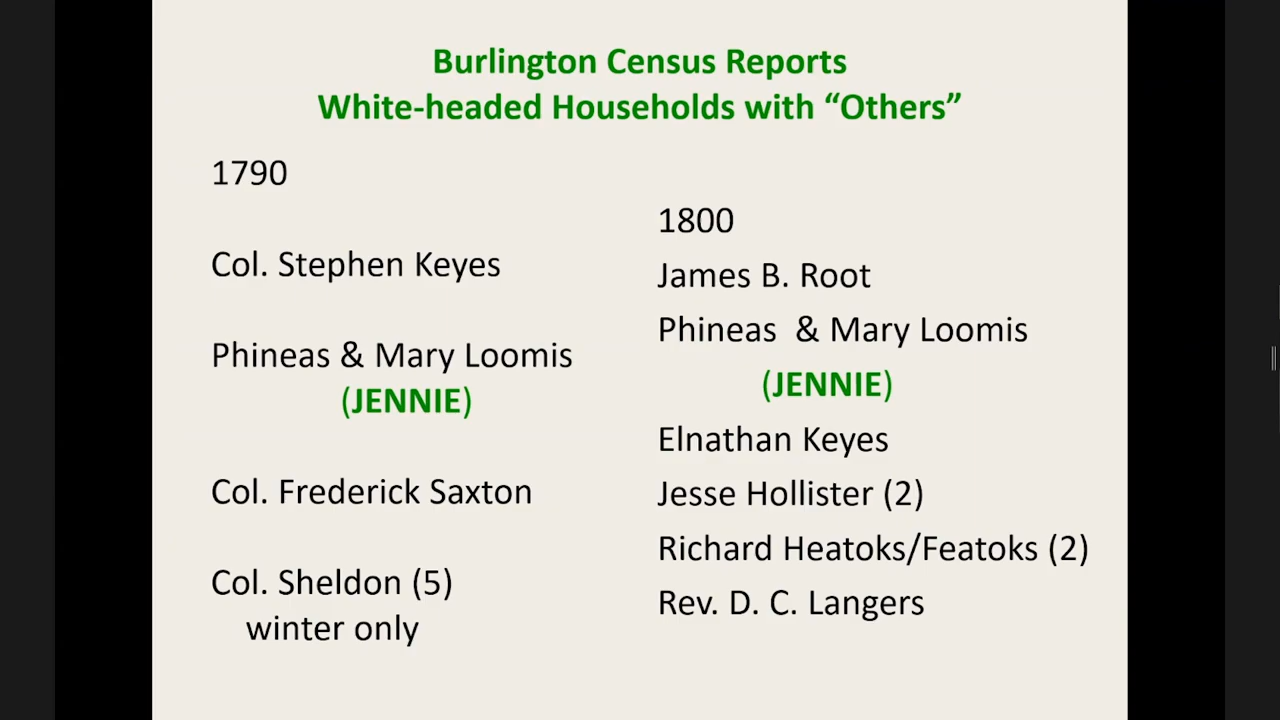 Burlington Census Reports
White-headed Households with “Others”
1790
Col. Stephen Keyes
Phineas & Mary Loomis
(JENNIE)
Col. Frederick Saxton
Col. Sheldon (5)
winter only
1800
James B. Root
Phineas & Mary Loomis
(JENNIE)
Elnathan Keyes
Jesse Hollister (2)
Richard Heatoks/Featoks (2)
Rev. D. C. Langers